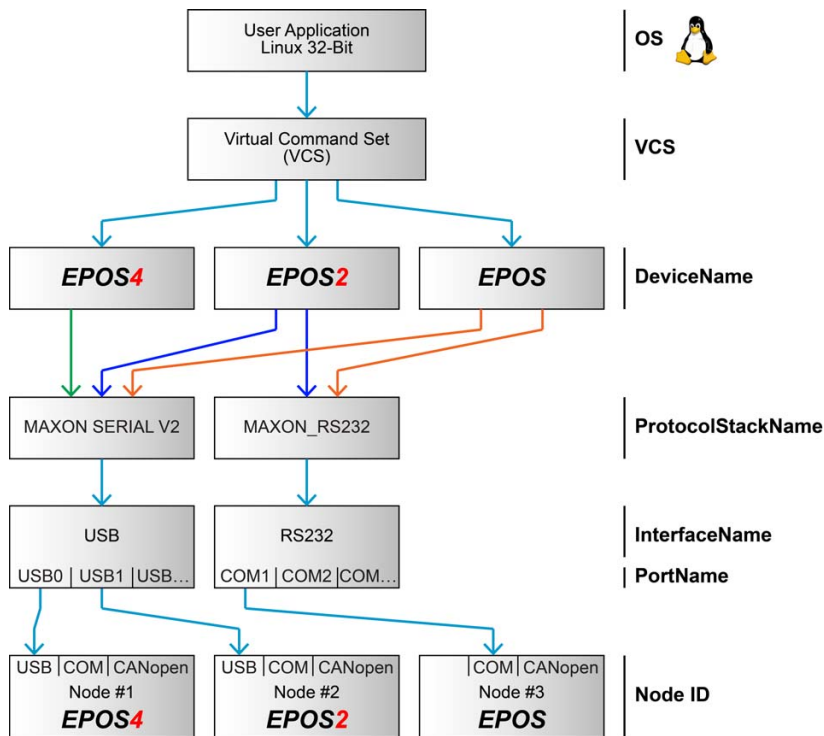 User Application
Linux 32-Bit
OS
Virtual Command Set
(VCS)
VCS
EPOS4
EPOS2
EPOS
DeviceName
MAXON SERIAL V2
MAXON_RS232
ProtocolStackName
USB
RS232
InterfaceName
USB0 | USB1 | USB...
COM1 | COM2 | COM...
PortName
USB | COM | CANopen
Node #1
EPOS4
USB | COM | CANopen
Node #2
EPOS2
| COM | CANopen
Node #3
EPOS
Node ID